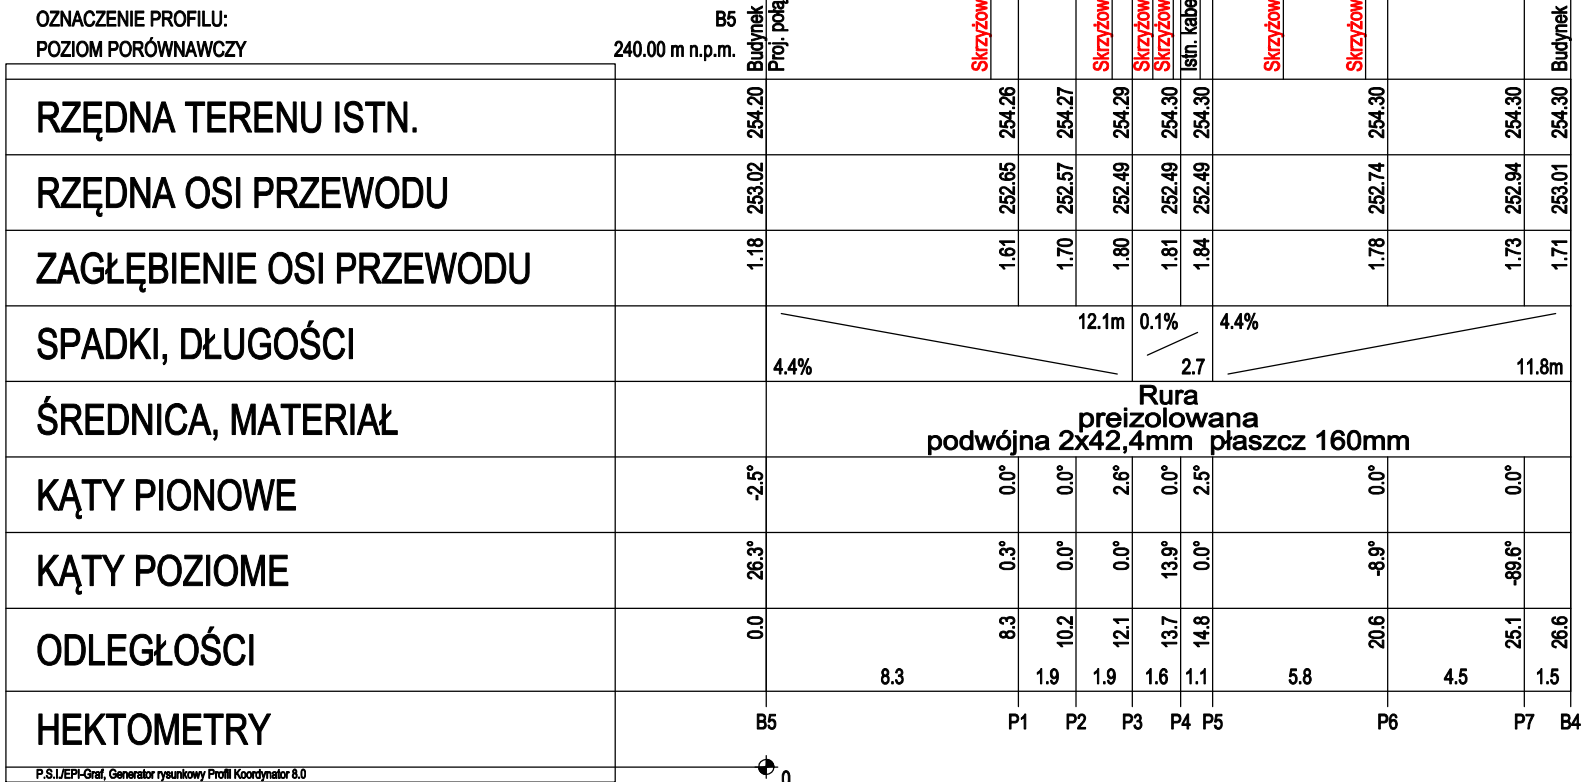 OZNACZENIE PROFILU: B5
POZIOM PORÓWNAWCZY 240.00 m n.p.m.
Budynek
Proj. połą
Skrzyżow
Skrzyżow
Skrzyżow
Skrzyżow
Istn. kabe
Skrzyżow
Skrzyżow
Budynek
RZĘDNA TERENU ISTN. 254.20 254.26 254.27 254.29 254.30 254.30 254.30 254.30 254.30
RZĘDNA OSI PRZEWODU 253.02 252.65 252.57 252.49 252.49 252.49 252.74 252.94 253.01
ZAGŁĘBIENIE OSI PRZEWODU 1.18 1.61 1.70 1.80 1.81 1.84 1.78 1.73 1.71
SPADKI, DŁUGOŚCI
12.1m 0.1% 4.4%
4.4% 2.7 11.8m
ŚREDNICA, MATERIAŁ
Rura
preizolowana
podwójna 2x42,4mm płaszcz 160mm
KĄTY PIONOWE -2.5° 0.0° 0.0° 2.6° 0.0° 2.5° 0.0° 0.0°
KĄTY POZIOME 26.3° 0.3° 0.0° 0.0° 13.9° 0.0° -8.9° -89.6°
ODLEGŁOŚCI 0.0 8.3 10.2 12.1 13.7 14.8 20.6 25.1 26.6
8.3 1.9 1.9 1.6 1.1 5.8 4.5 1.5
HEKTOMETRY B5 P1 P2 P3 P4 P5 P6 P7 B4
P.S.I./EPI-Graf, Generator rysunkowy Profil Koordynator 8.0
0